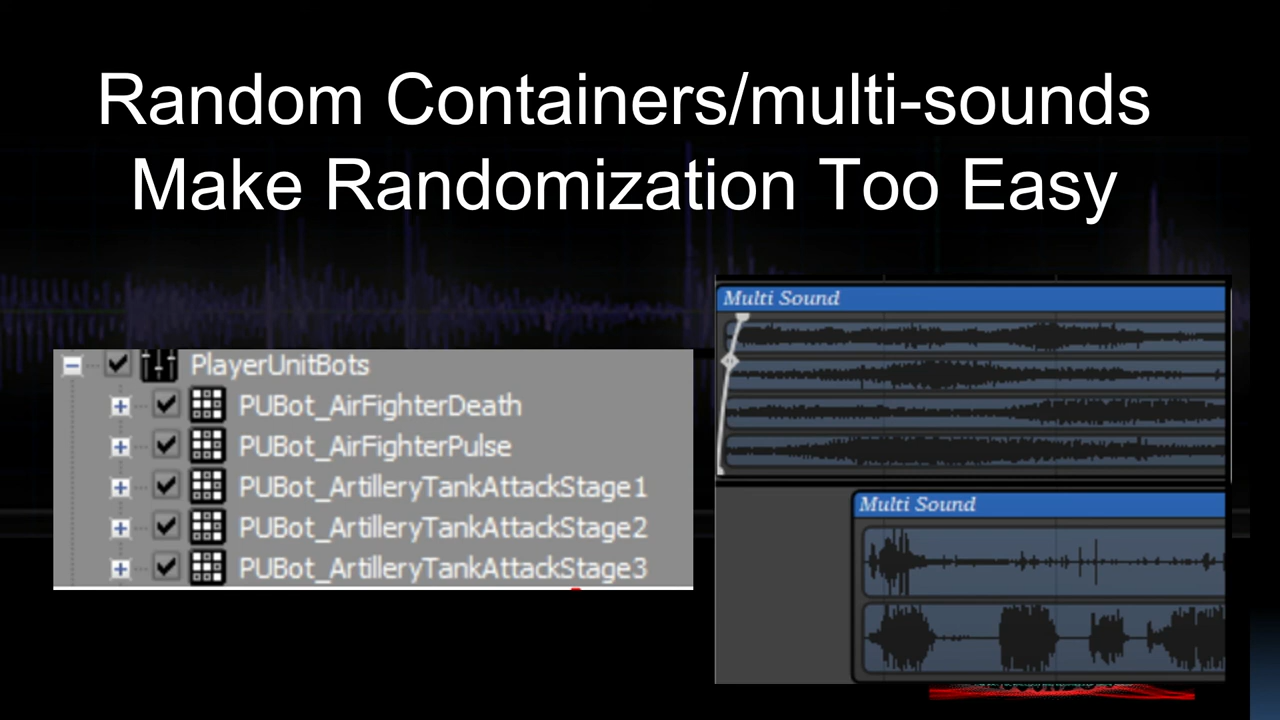 Random Containers/multi-sounds
Make Randomization Too Easy
PlayerUnitBots
PUBot_AirFighterDeath
PUBot_AirFighterPulse
PUBot_ArtilleryTankAttackStage1
PUBot_ArtilleryTankAttackStage2
PUBot_ArtilleryTankAttackStage3
Multi Sound
Multi Sound